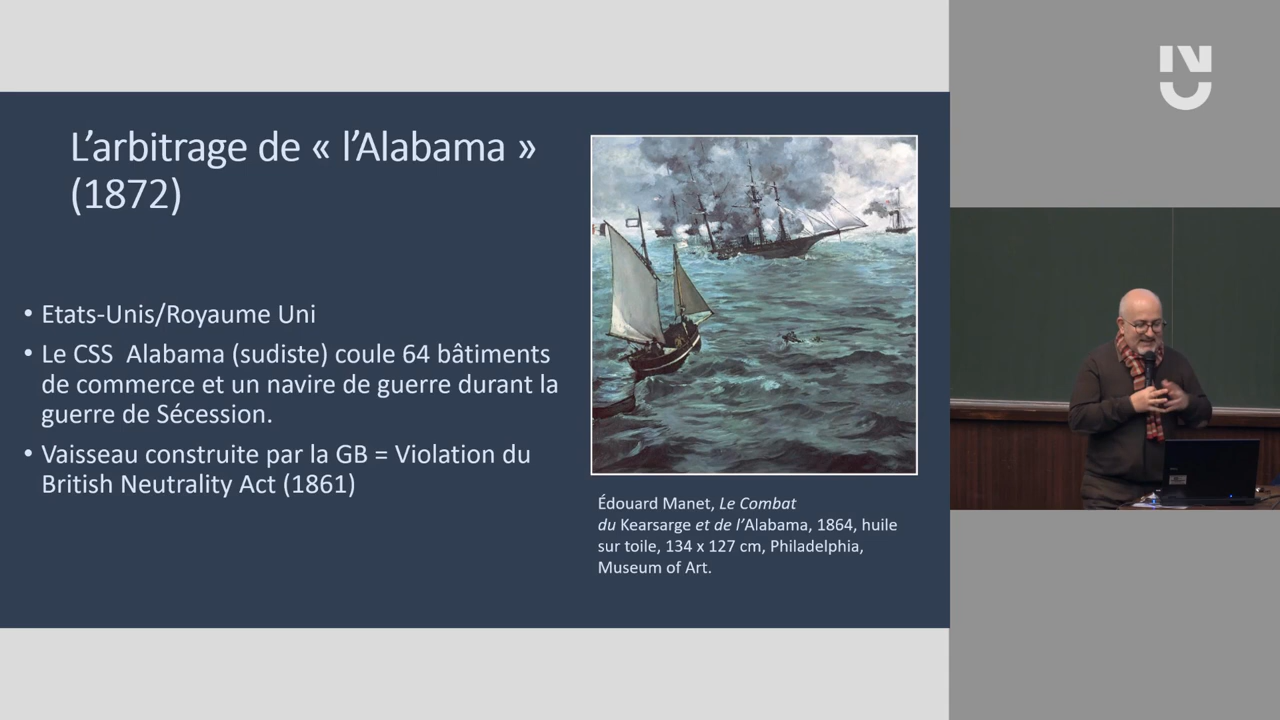 L’arbitrage de « l’Alabama »
(1872)
• Etats-Unis/Royaume Uni
• Le CSS Alabama (sudiste) coule 64 bâtiments
de commerce et un navire de guerre durant la
guerre de Sécession.
• Vaisseau construite par la GB = Violation du
British Neutrality Act (1861)
Édouard Manet, Le Combat
du Kearsarge et de l’Alabama, 1864, huile
sur toile, 134 x 127 cm, Philadelphia,
Museum of Art.